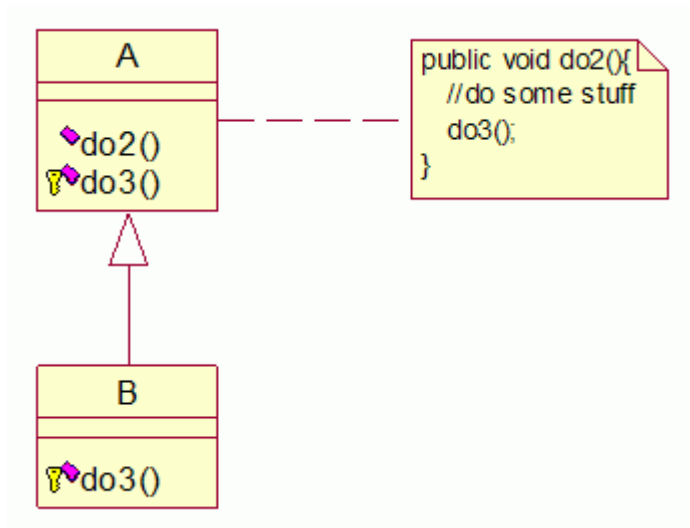 A
do2()
do3()
public void do2(){
//do some stuff
do3();
}
B
do3()